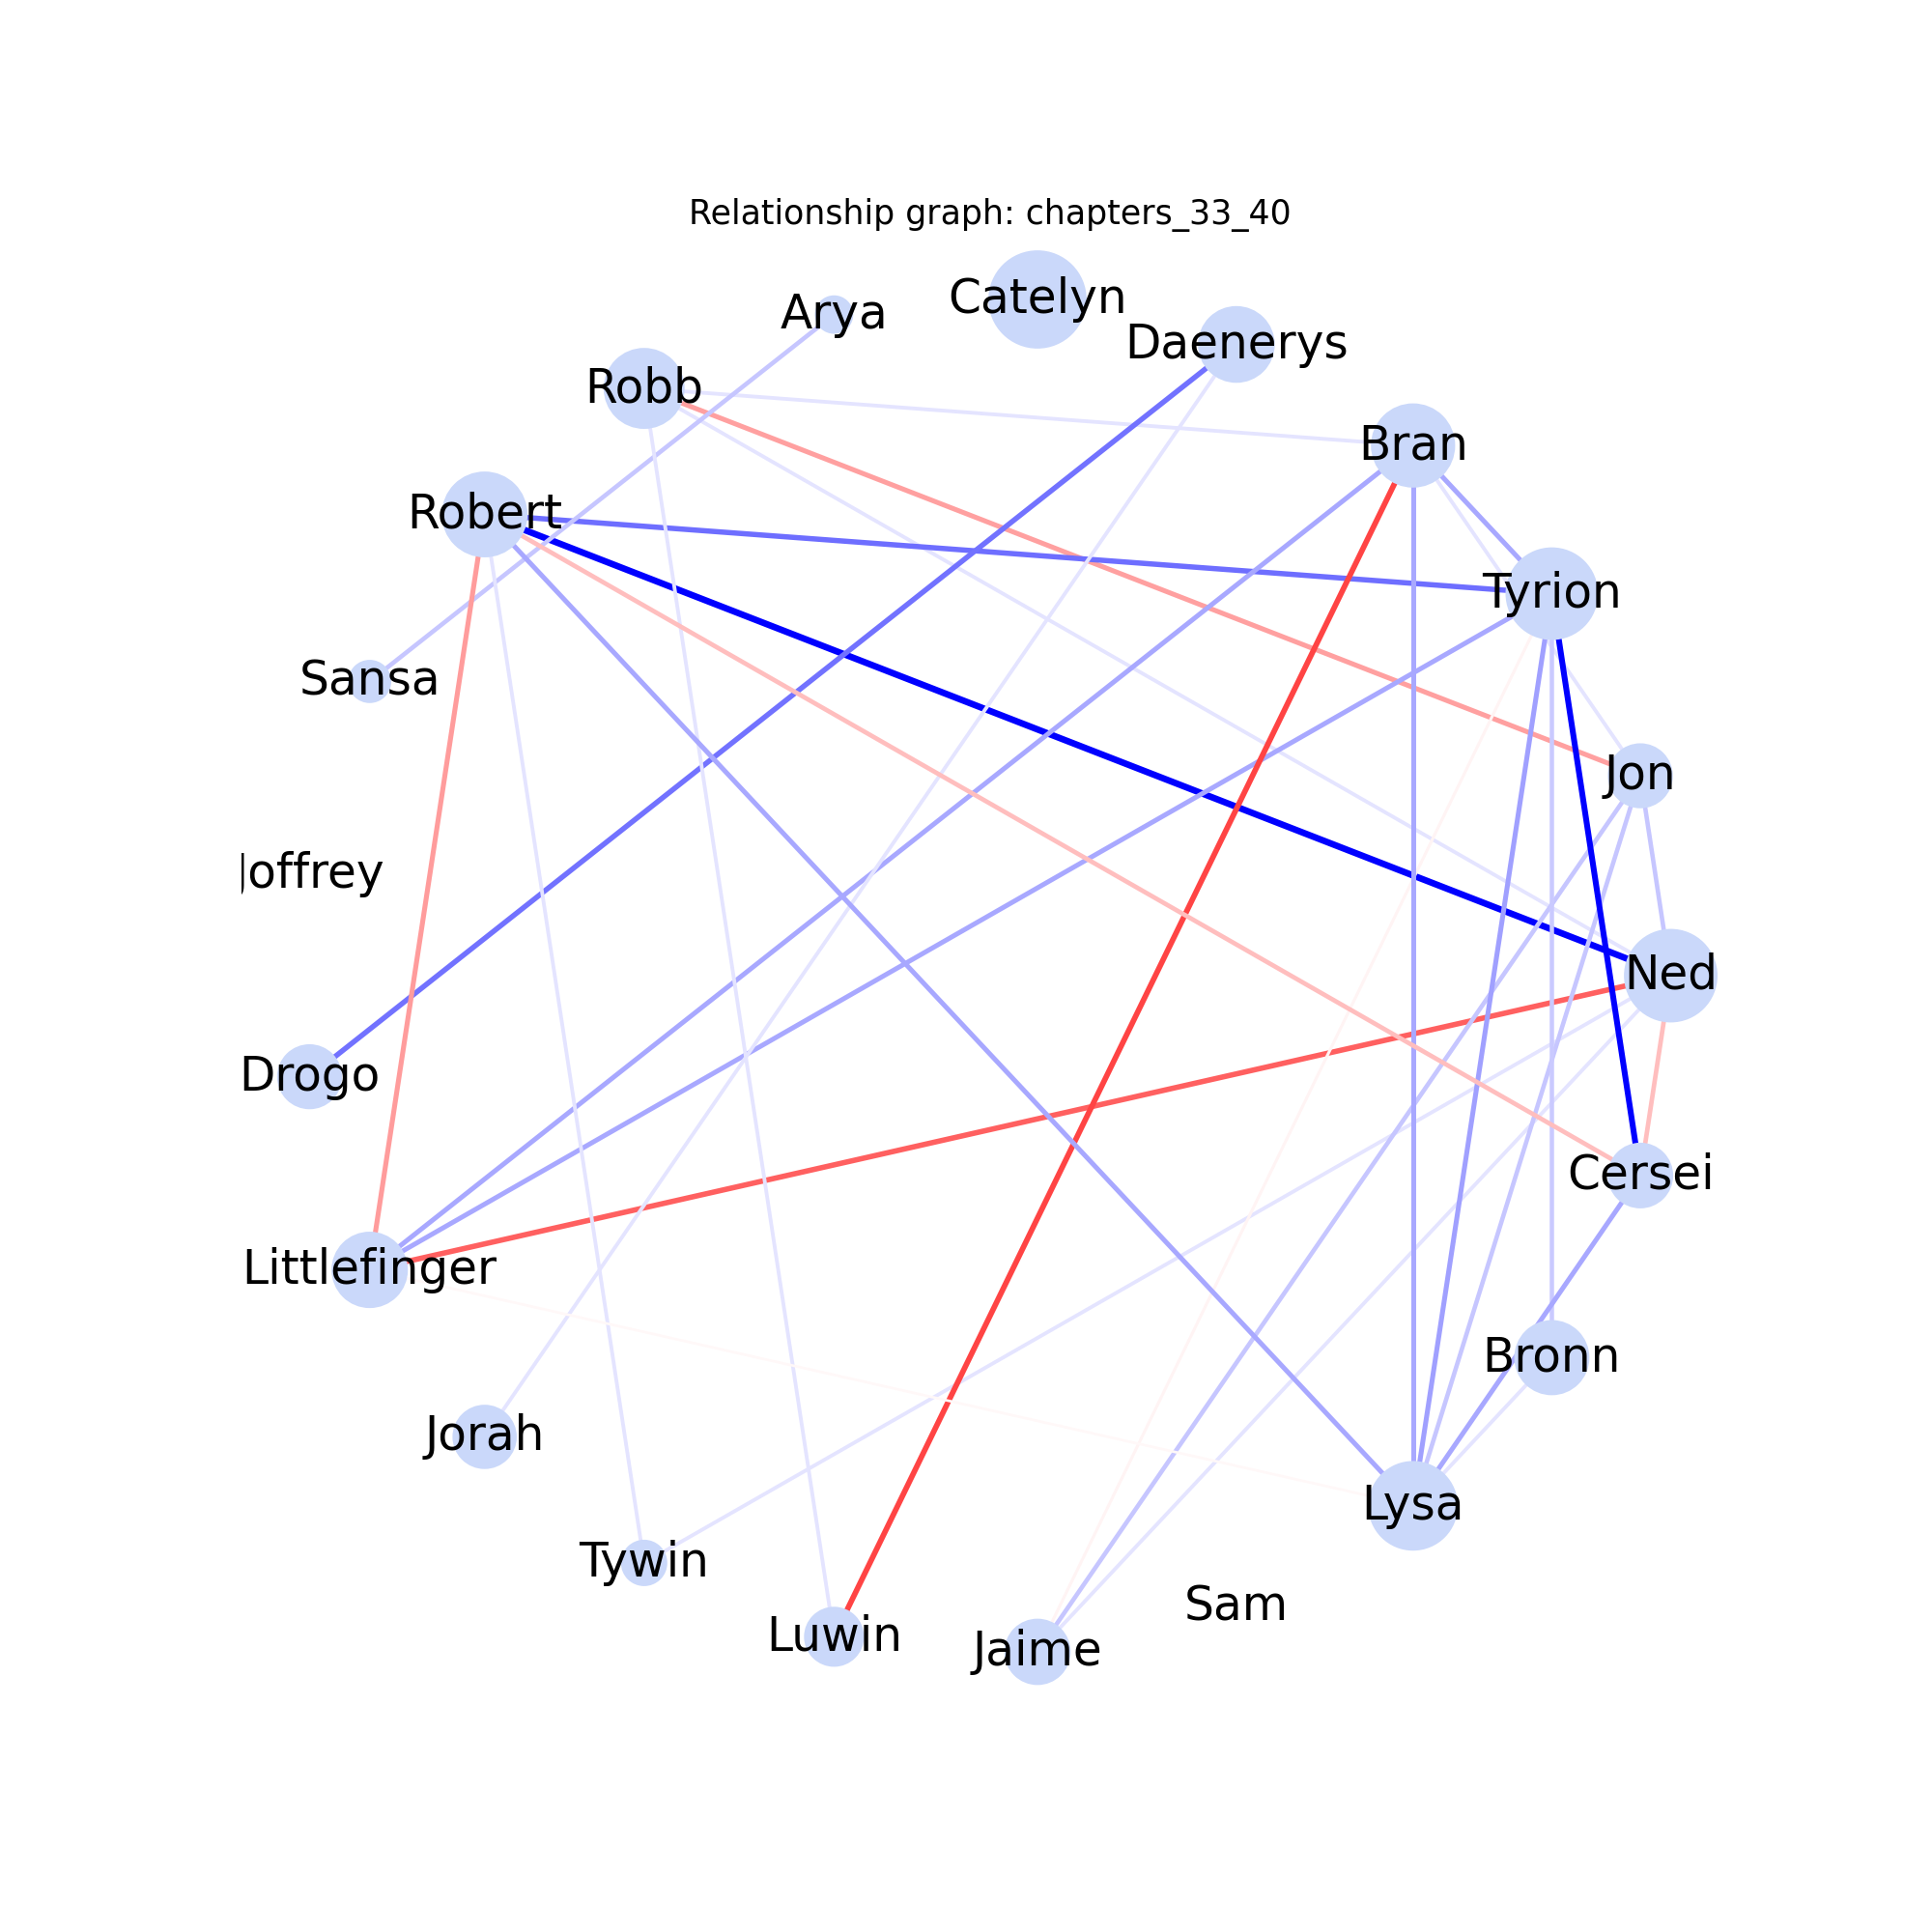 Relationship graph: chapters_33_40
Catelyn
Arya
Daenerys
Robb
Bran
Robert
Tyrion
Sansa
Jon
Joffrey
Ned
Drogo
Cersei
Littlefinger
Bronn
Jorah
Lysa
Tywin
Sam
Luwin
Jaime